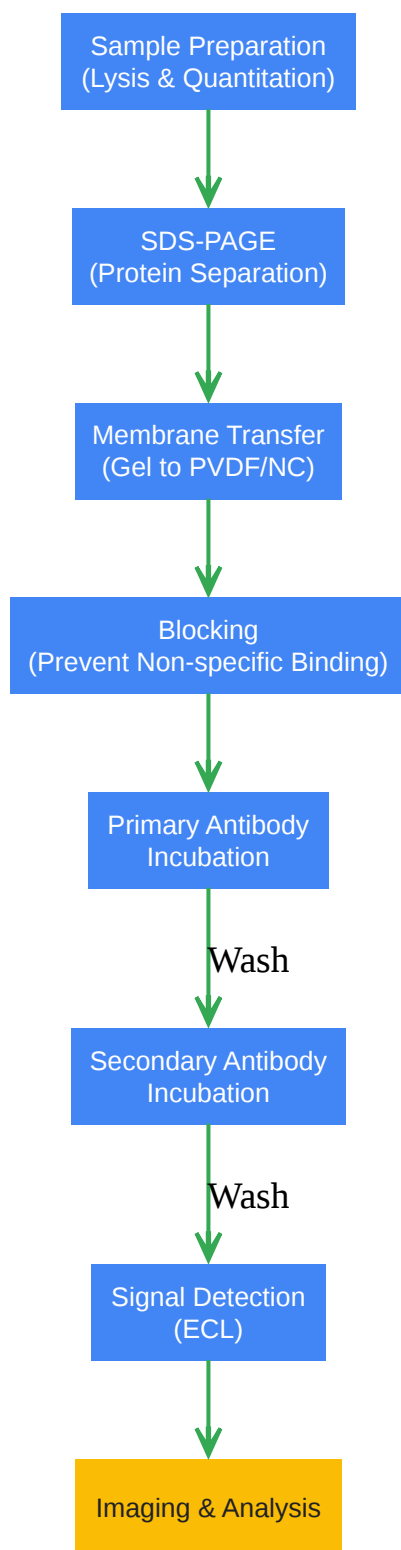 Sample Preparation
(Lysis & Quantitation)
SDS-PAGE
(Protein Separation)
Membrane Transfer
(Gel to PVDF/NC)
Blocking
(Prevent Non-specific Binding)
Primary Antibody
Incubation
Wash
Secondary Antibody
Incubation
Wash
Signal Detection
(ECL)
Imaging & Analysis